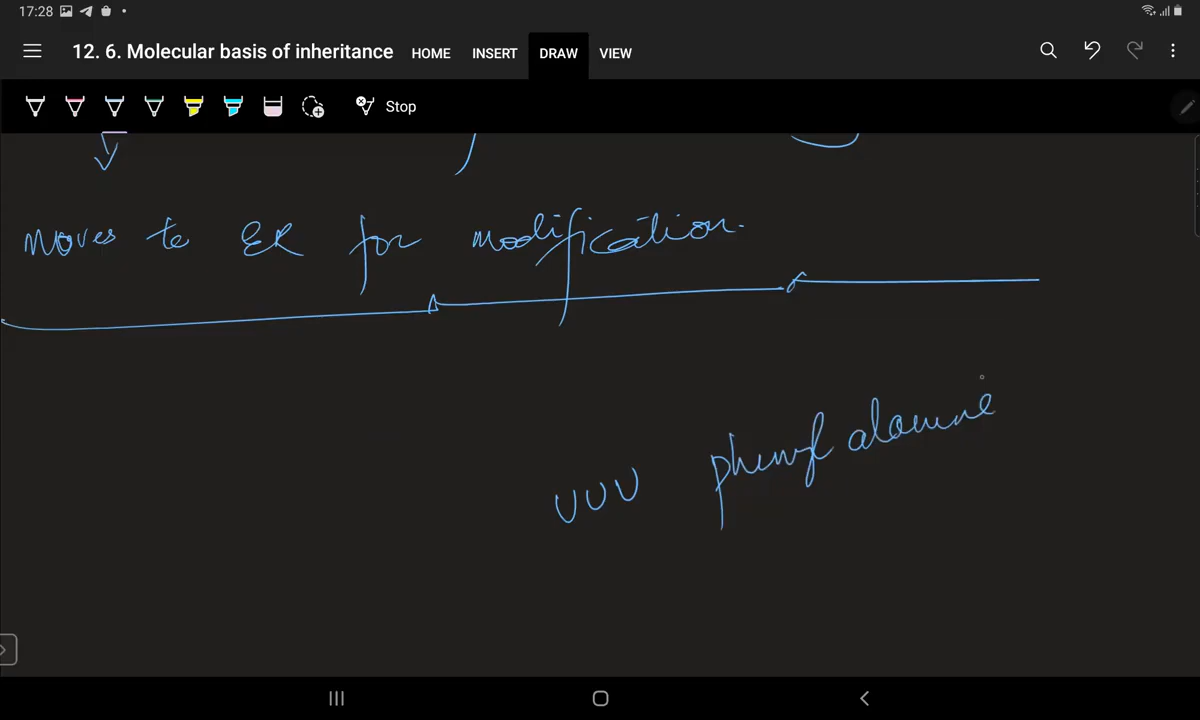 17:28
12. 6. Molecular basis of inheritance HOME INSERT DRAW VIEW
Stop
moves to ER for modification.
UUU phenyl alanine